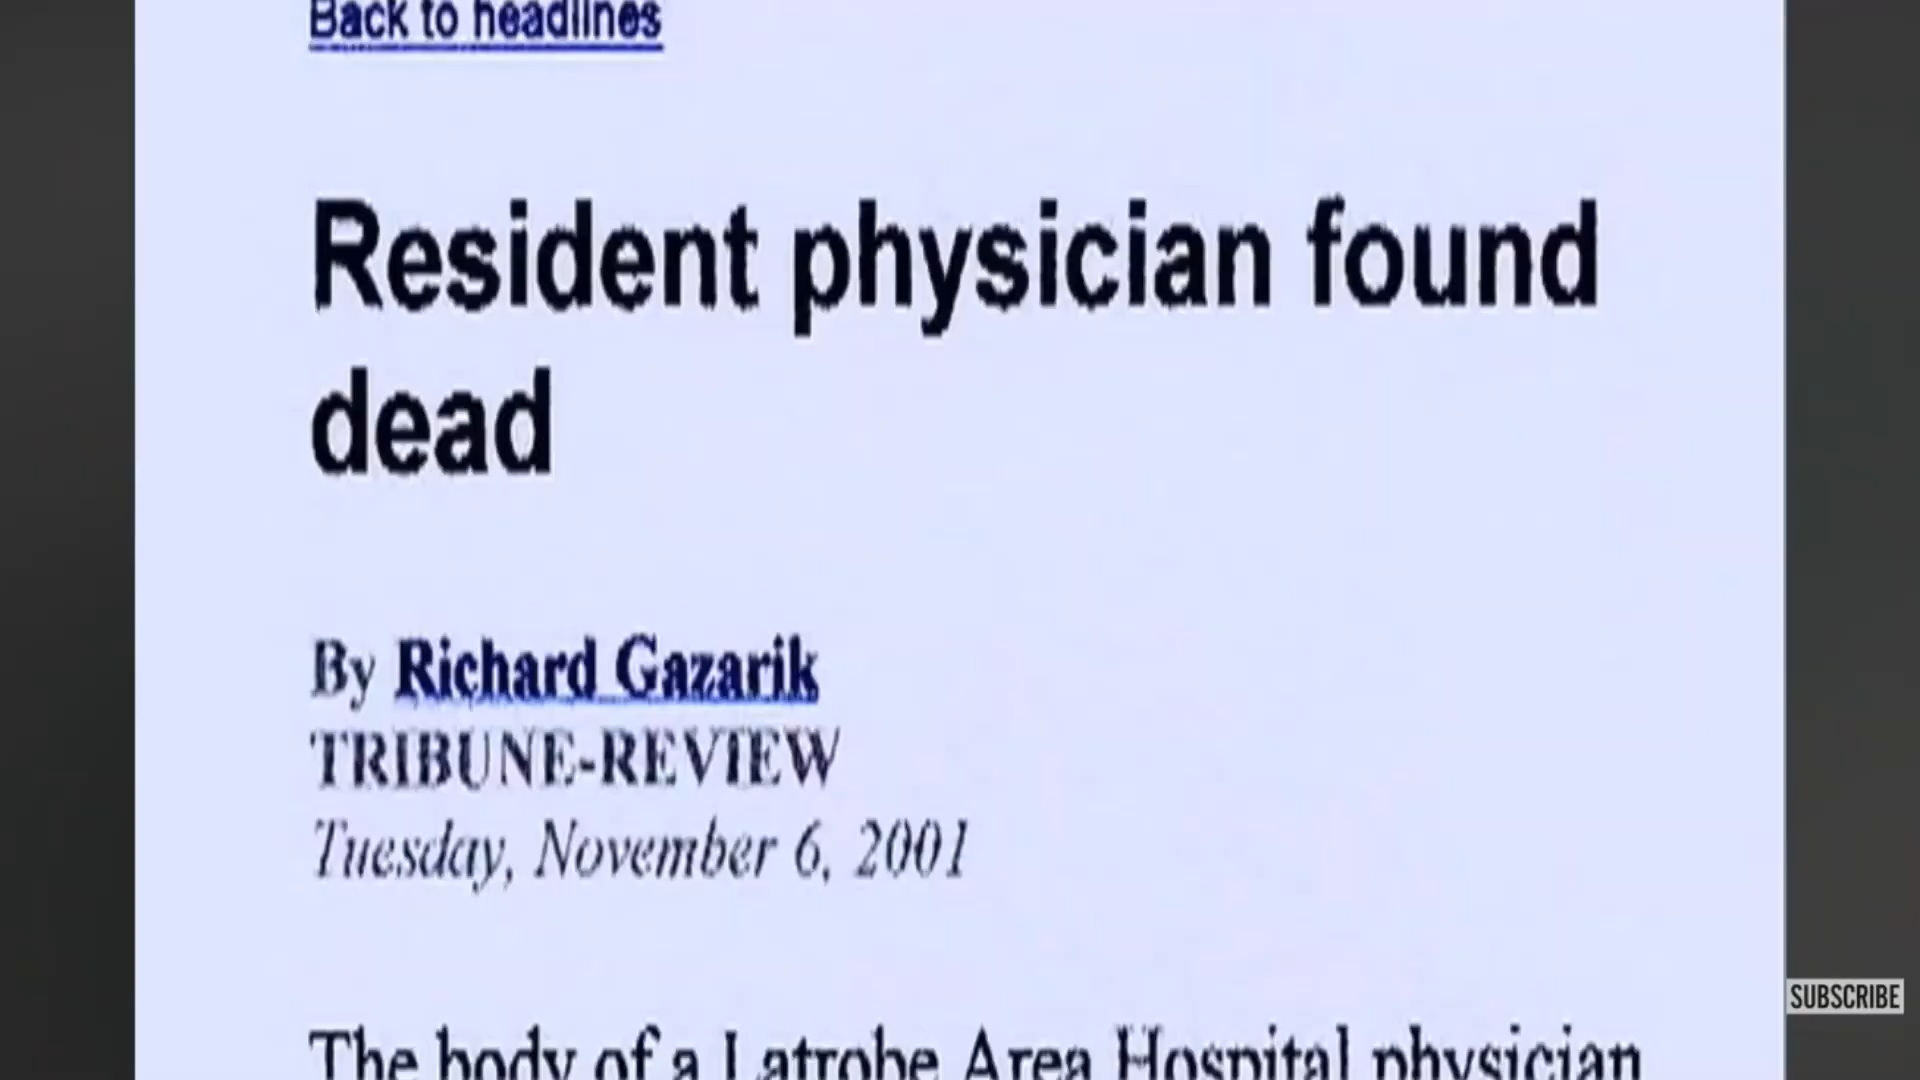 Back to headlines
Resident physician found
dead
By Richard Gazarik
TRIBUNE-REVIEW
Tuesday, November 6, 2001
The body of a Latrobe Area Hospital physician
SUBSCRIBE